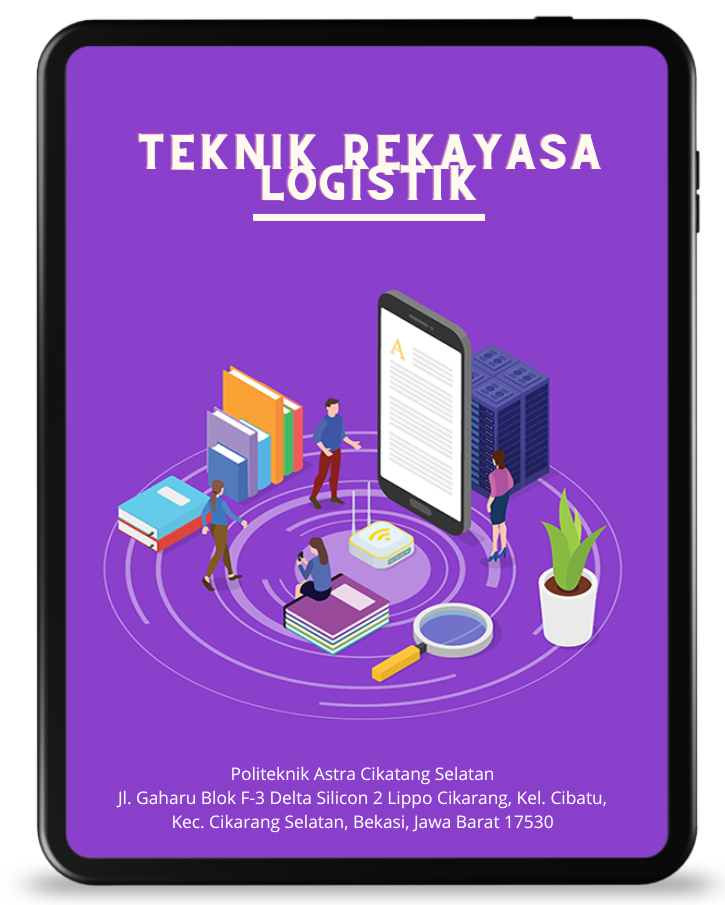 TEKNIK REKAYASA
LOGISTIK
A
Politeknik Astra Cikatang Selatan
Jl. Gaharu Blok F-3 Delta Silicon 2 Lippo Cikarang, Kel. Cibatu,
Kec. Cikarang Selatan, Bekasi, Jawa Barat 17530